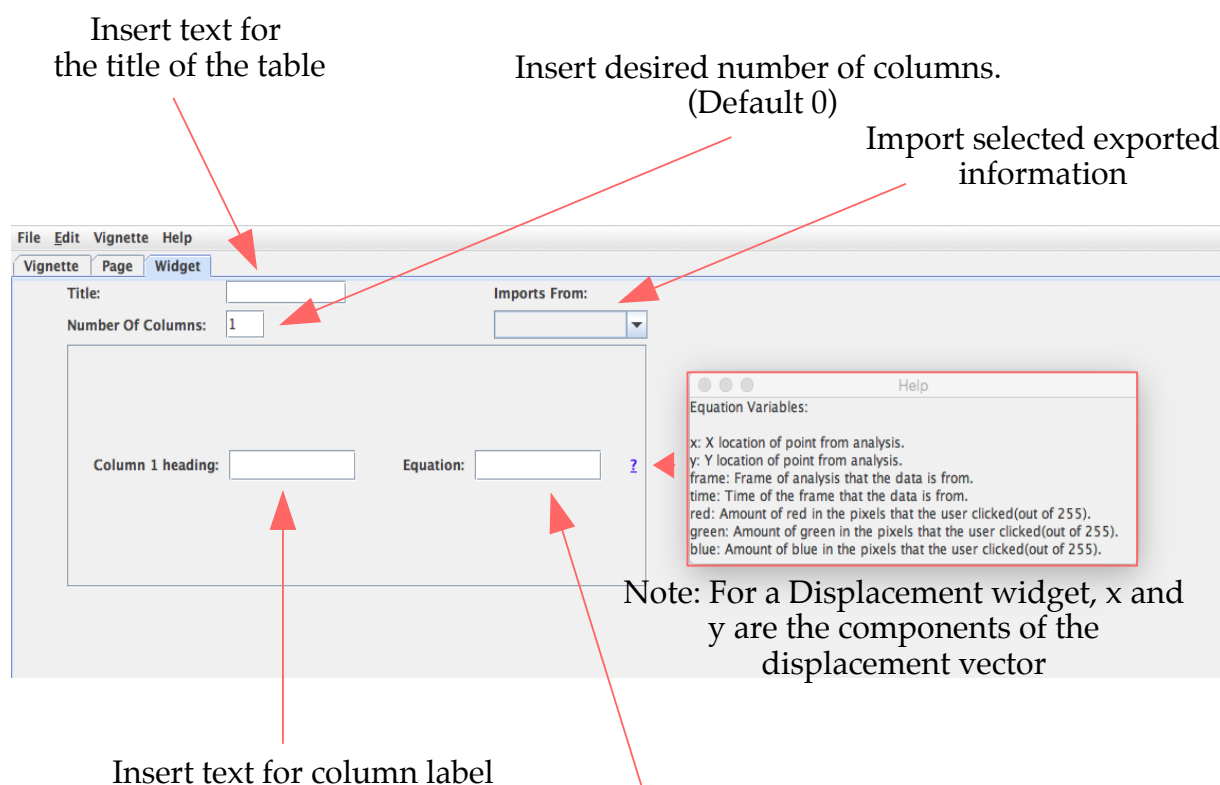 Insert text for
the title of the table
Insert desired number of columns.
(Default 0)
Import selected exported
information
File Edit Vignette Help
Vignette Page Widget
Title:
Imports From:
Number Of Columns: 1
Help
Equation Variables:
x: X location of point from analysis.
y: Y location of point from analysis.
frame: Frame of analysis that the data is from.
time: Time of the frame that the data is from.
red: Amount of red in the pixels that the user clicked(out of 255).
green: Amount of green in the pixels that the user clicked(out of 255).
blue: Amount of blue in the pixels that the user clicked(out of 255).
Column 1 heading: Equation: ?
Note: For a Displacement widget, x and
y are the components of the
displacement vector
Insert text for column label